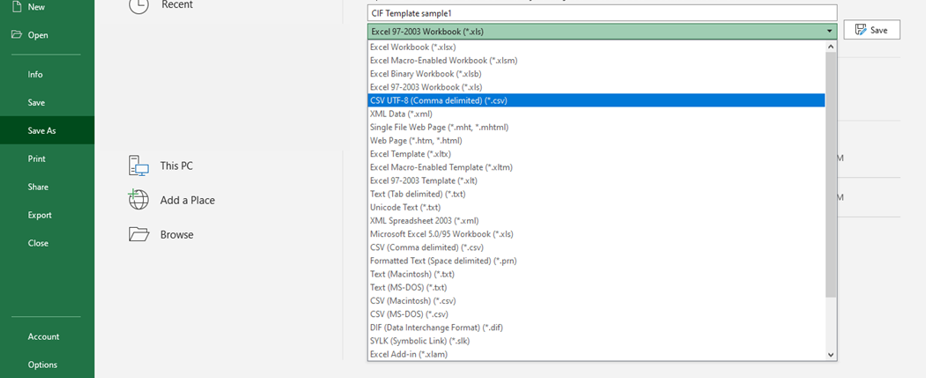 New
Open
Info
Save
Save As
Print
Share
Export
Close
Account
Options
Recent
This PC
Add a Place
Browse
CIF Template sample1
Excel 97-2003 Workbook (*.xls)
Save
Excel Workbook (*.xlsx)
Excel Macro-Enabled Workbook (*.xlsm)
Excel Binary Workbook (*.xlsb)
Excel 97-2003 Workbook (*.xls)
CSV UTF-8 (Comma delimited) (*.csv)
XML Data (*.xml)
Single File Web Page (*.mht, *.mhtml)
Web Page (*.htm, *.html)
Excel Template (*.xltx)
Excel Macro-Enabled Template (*.xltm)
Excel 97-2003 Template (*.xlt)
Text (Tab delimited) (*.txt)
Unicode Text (*.txt)
XML Spreadsheet 2003 (*.xml)
Microsoft Excel 5.0/95 Workbook (*.xls)
CSV (Comma delimited) (*.csv)
Formatted Text (Space delimited) (*.prn)
Text (Macintosh) (*.txt)
Text (MS-DOS) (*.txt)
CSV (Macintosh) (*.csv)
CSV (MS-DOS) (*.csv)
DIF (Data Interchange Format) (*.dif)
SYLK (Symbolic Link) (*.slk)
Excel Add-in (*.xlam)
M
M